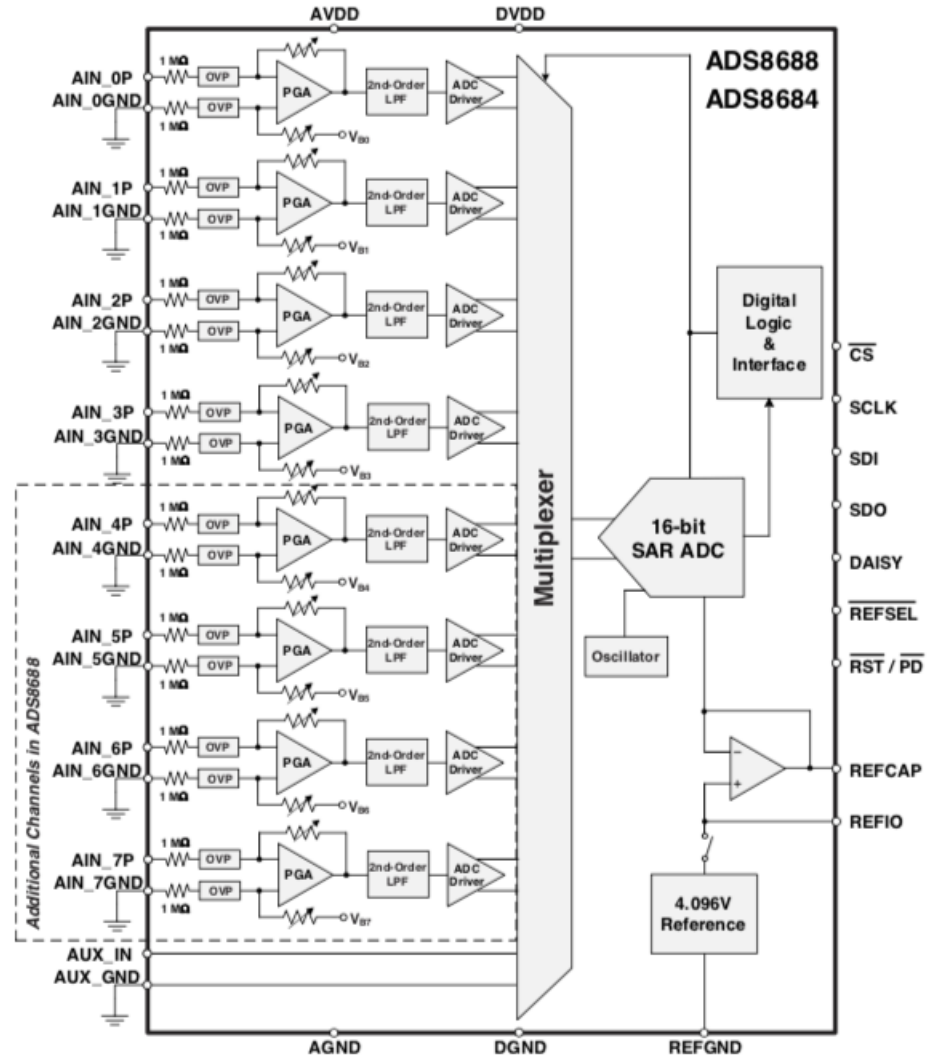 AVDD
DVDD
ADS8688
ADS8684
1 MΩ
AIN_0P
OVP
AIN_0GND
OVP
1 MΩ
PGA
2nd-Order
LPF
ADC
Driver
VB0
1 MΩ
AIN_1P
OVP
AIN_1GND
OVP
1 MΩ
PGA
2nd-Order
LPF
ADC
Driver
VB1
1 MΩ
AIN_2P
OVP
AIN_2GND
OVP
1 MΩ
PGA
2nd-Order
LPF
ADC
Driver
VB2
1 MΩ
AIN_3P
OVP
AIN_3GND
OVP
1 MΩ
PGA
2nd-Order
LPF
ADC
Driver
VB3
Additional Channels in ADS8688
1 MΩ
AIN_4P
OVP
AIN_4GND
OVP
1 MΩ
PGA
2nd-Order
LPF
ADC
Driver
VB4
1 MΩ
AIN_5P
OVP
AIN_5GND
OVP
1 MΩ
PGA
2nd-Order
LPF
ADC
Driver
VB5
1 MΩ
AIN_6P
OVP
AIN_6GND
OVP
1 MΩ
PGA
2nd-Order
LPF
ADC
Driver
VB6
1 MΩ
AIN_7P
OVP
AIN_7GND
OVP
1 MΩ
PGA
2nd-Order
LPF
ADC
Driver
VB7
AUX_IN
AUX_GND
Multiplexer
Digital
Logic
&
Interface
16-bit
SAR ADC
Oscillator
−
+
4.096V
Reference
CS
SCLK
SDI
SDO
DAISY
REFSEL
RST / PD
REFCAP
REFIO
AGND
DGND
REFGND